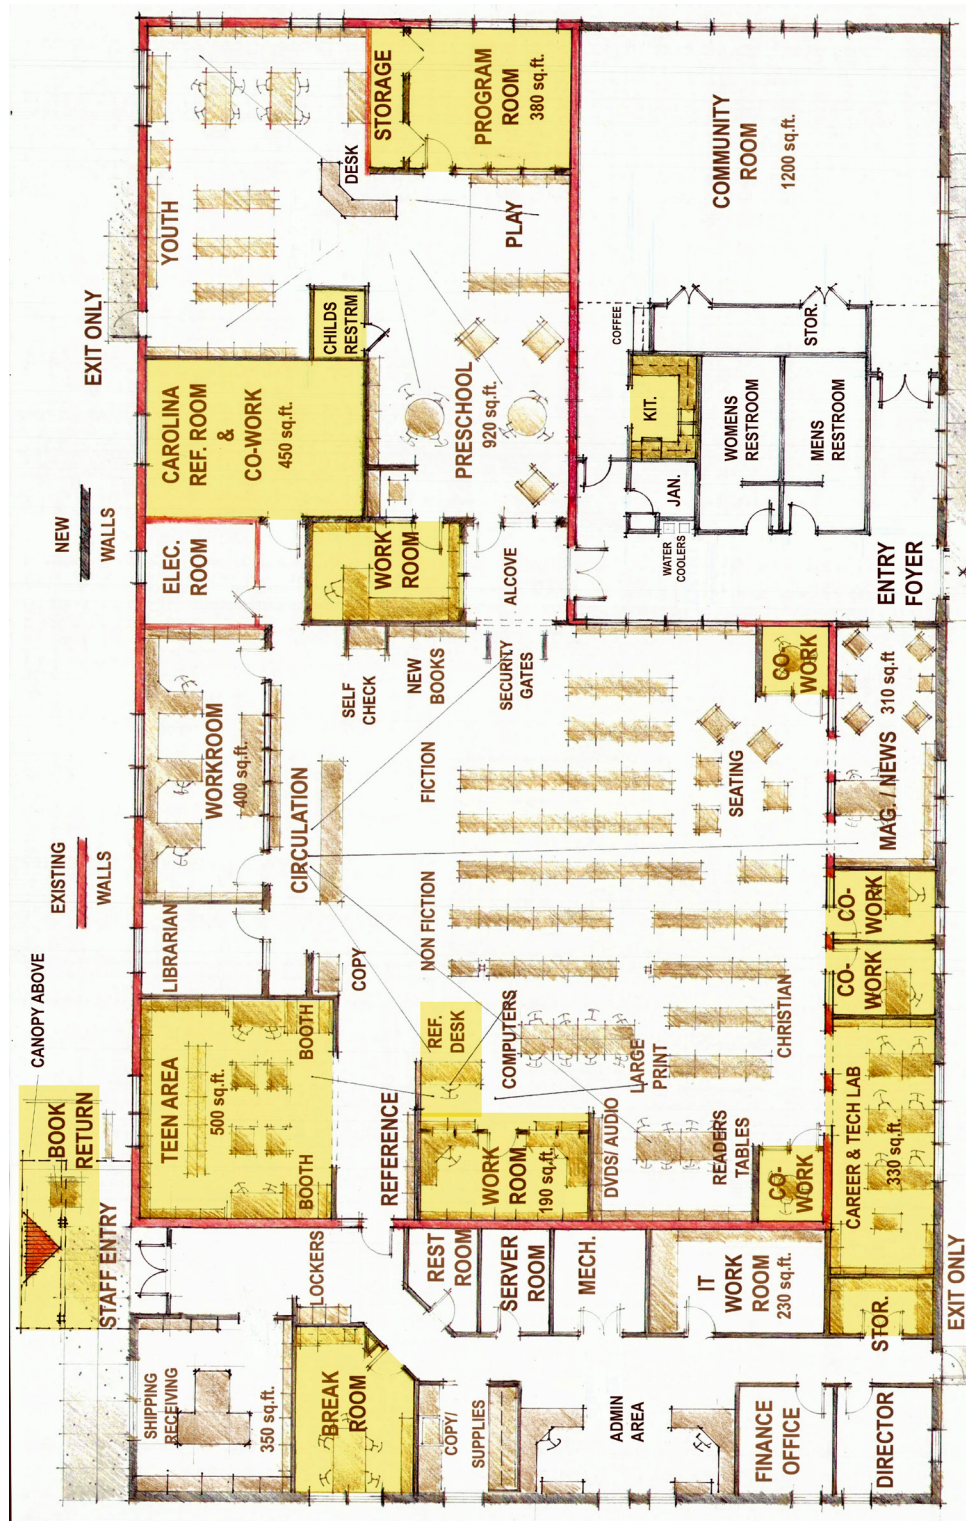 CANOPY ABOVE
BOOK
RETURN
STAFF ENTRY
EXISTING
WALLS
NEW
WALLS
EXIT ONLY
SHIPPING
RECEIVING
350 sq.ft.
LOCKERS
BREAK
ROOM
TEEN AREA
500 sq.ft.
BOOTH
BOOTH
LIBRARIAN
WORKROOM
400 sq.ft.
ELEC.
ROOM
CAROLINA
REF. ROOM
&
CO-WORK
450 sq.ft.
YOUTH
CHILDS
RESTRM
DESK
STORAGE
PROGRAM
ROOM
380 sq.ft.
CIRCULATION
COPY
SELF
CHECK
NEW
BOOKS
WORK
ROOM
PRESCHOOL
920 sq.ft.
PLAY
ALCOVE
SECURITY
GATES
REFERENCE
REF.
DESK
WORK
ROOM
190 sq.ft.
COMPUTERS
NON FICTION
FICTION
DVDS/ AUDIO
LARGE
PRINT
READERS
TABLES
CHRISTIAN
SEATING
CO-
WORK
CO-
WORK
CO-
WORK
CO-
WORK
MAG. / NEWS
310 sq.ft
CAREER & TECH LAB
330 sq.ft.
COPY/
SUPPLIES
REST
ROOM
SERVER
ROOM
MECH.
IT
WORK
ROOM
230 sq.ft.
STOR.
ADMIN
AREA
FINANCE
OFFICE
DIRECTOR
EXIT ONLY
COMMUNITY
ROOM
1200 sq.ft.
COFFEE
STOR.
KIT.
JAN.
WOMENS
RESTROOM
MENS
RESTROOM
WATER
COOLERS
ENTRY
FOYER